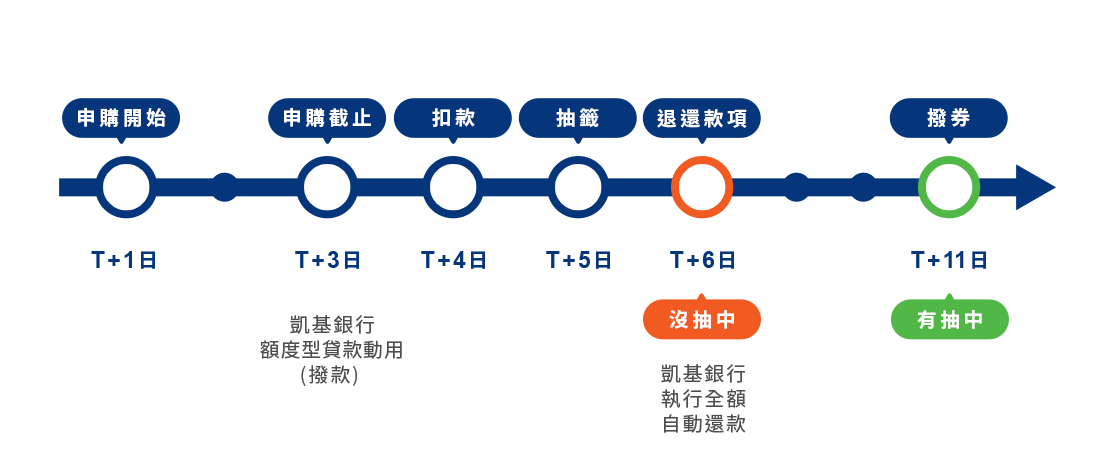 申購開始
申購截止
扣款
抽籤
退還款項
撥券
T+1日
T+3日
T+4日
T+5日
T+6日
T+11日
凱基銀行
額度型貸款動用
(撥款)
沒抽中
凱基銀行
執行全額
自動還款
有抽中